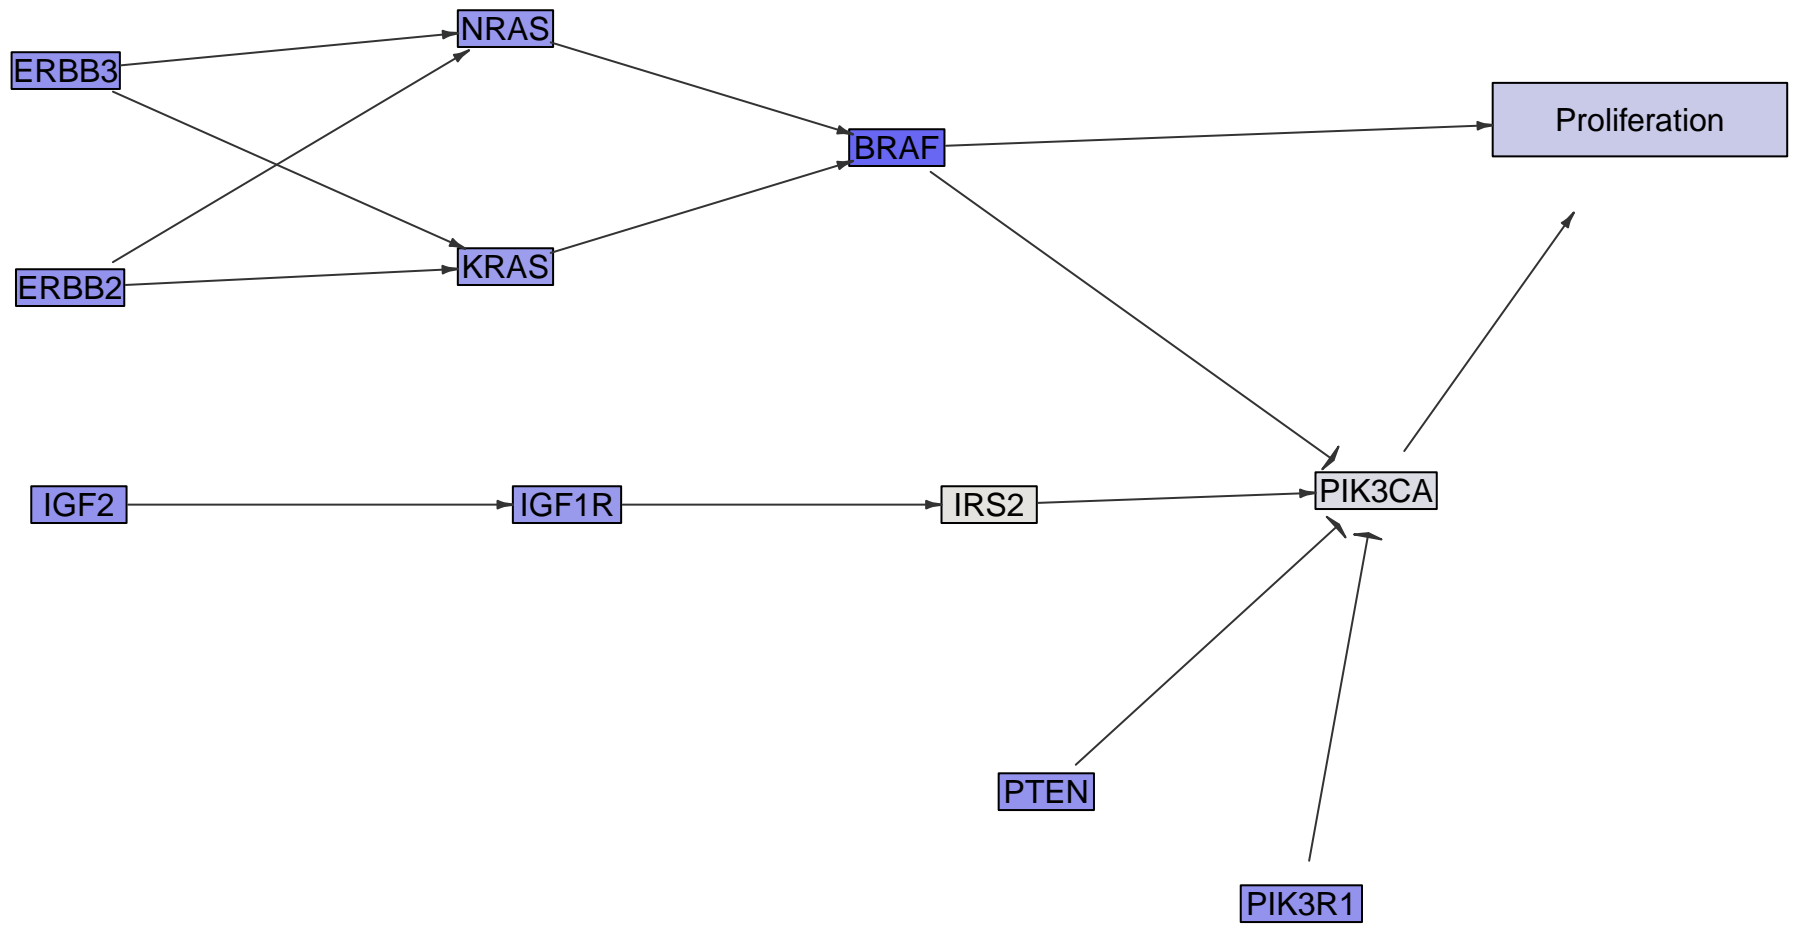 NRAS
ERBB3
Proliferation
BRAF
KRAS
ERBB2
PIK3CA
IGF2
IGF1R
IRS2
PTEN
PIK3R1